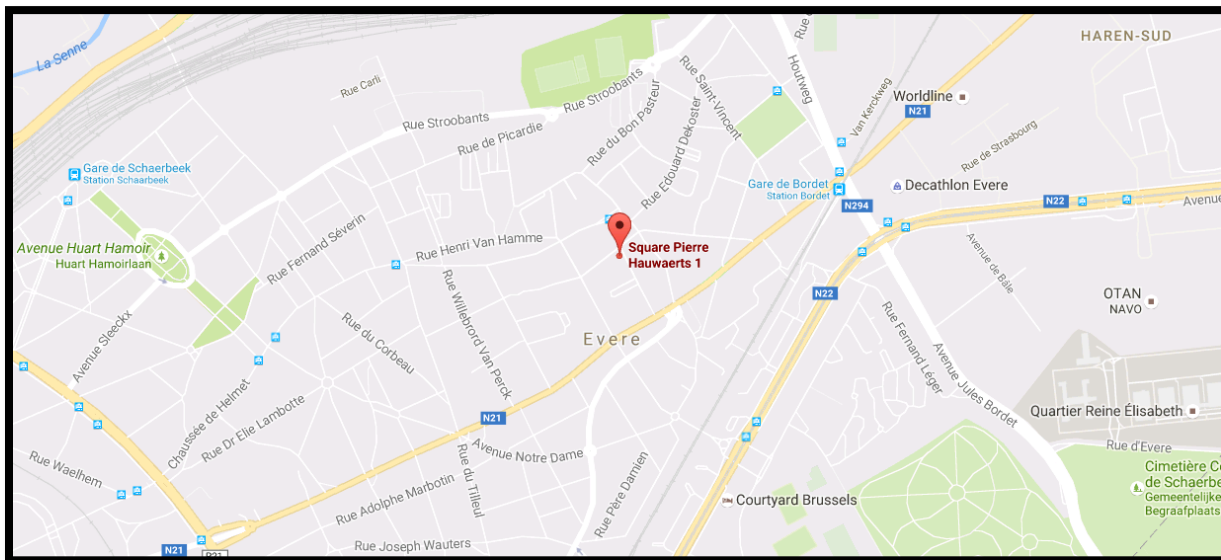 La Senne
Rue
HAREN-SUD
Houtweg
Rue Saint-Vincent
Rue Carli
Rue Stroobants
Worldline
N21
Van Kerckweg
Rue Stroobants
Rue de Picardie
Rue du Bon Pasteur
Rue Edouard Dekoster
Rue de Strasbourg
Gare de Schaerbeek
Station Schaarbeek
Gare de Bordet
Station Bordet
Decathlon Evere
N294
N22
Avenue
Avenue Huart Hamoir
Huart Hamoirlaan
Rue Fernand Séverin
Rue Henri Van Hamme
Square Pierre
Hauwaerts 1
Avenue de Bâle
N22
OTAN
NAVO
Rue Willebrord Van Perck
Rue du Corbeau
Evere
Avenue Sleeckx
Rue Fernand Léger
Avenue Jules Bordet
Chaussée de Helmet
Rue Dr Elie Lambotte
N21
Quartier Reine Élisabeth
Rue d'Evere
Avenue Notre Dame
Rue du Tilleul
Rue Père Damien
Rue Waelhem
Rue Adolphe Marbotin
Courtyard Brussels
Cimetière C
de Schaerbe
Gemeentelijke
Begraafplaats
N21
R21
Rue Joseph Wauters